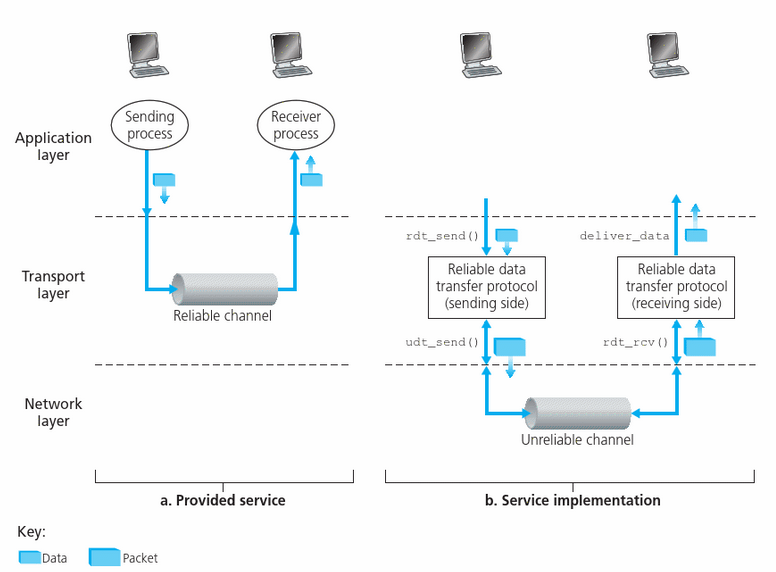 Sending
process
Receiver
process
Application
layer
rdt_send()
deliver_data
Transport
layer
Reliable data
transfer protocol
(sending side)
Reliable data
transfer protocol
(receiving side)
Reliable channel
udt_send()
rdt_rcv()
Network
layer
Unreliable channel
a. Provided service
b. Service implementation
Key:
Data
Packet